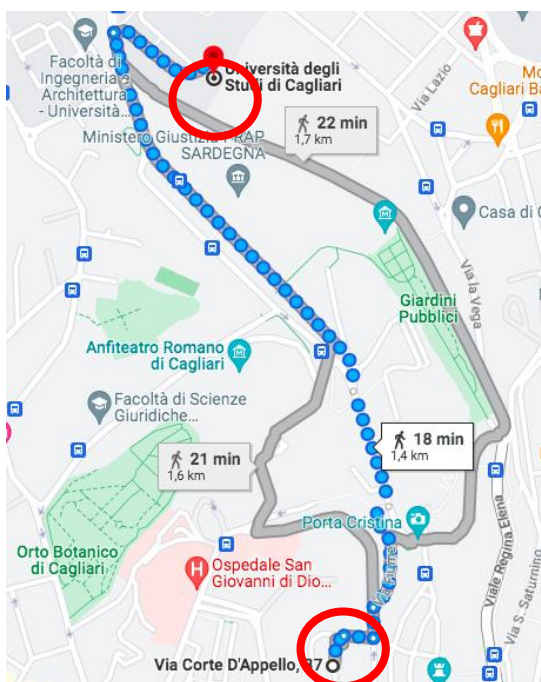 Facoltà di
Ingegneria e
Architettura
- Università...
Università degli
Studi di Cagliari
Via Lazio
Cagliari Ba
Ministero Giustizia PRAP
SARDEGNA
22 min
1,7 km
Casa di C
Via la Vega
Giardini
Pubblici
Anfiteatro Romano
di Cagliari
Facoltà di Scienze
Giuridiche...
18 min
1,4 km
21 min
1,6 km
Porta Cristina
Orto Botanico
di Cagliari
H
Ospedale San
Giovanni di Dio...
Viale Regina Elena
Via S. Saturnino
Via Corte D'Appello, 87